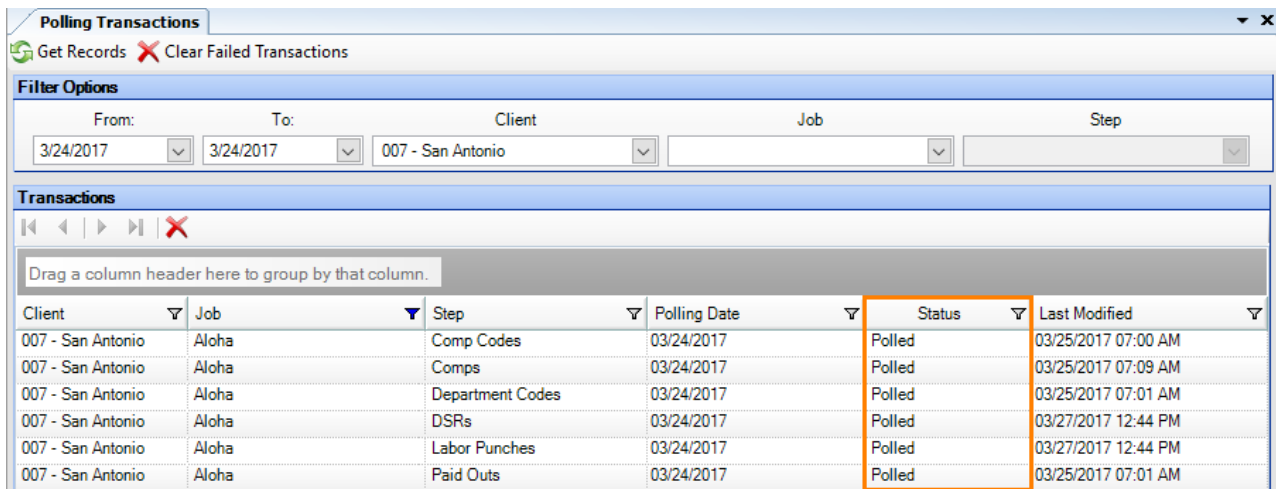 Polling Transactions
Get Records Clear Failed Transactions
Filter Options
From: To: Client Job Step
3/24/2017 3/24/2017 007 - San Antonio
Transactions
Drag a column header here to group by that column.
Client Job Step Polling Date Status Last Modified
007 - San Antonio Aloha Comp Codes 03/24/2017 Polled 03/25/2017 07:00 AM
007 - San Antonio Aloha Comps 03/24/2017 Polled 03/25/2017 07:09 AM
007 - San Antonio Aloha Department Codes 03/24/2017 Polled 03/25/2017 07:01 AM
007 - San Antonio Aloha DSRs 03/24/2017 Polled 03/27/2017 12:44 PM
007 - San Antonio Aloha Labor Punches 03/24/2017 Polled 03/27/2017 12:44 PM
007 - San Antonio Aloha Paid Outs 03/24/2017 Polled 03/25/2017 07:01 AM